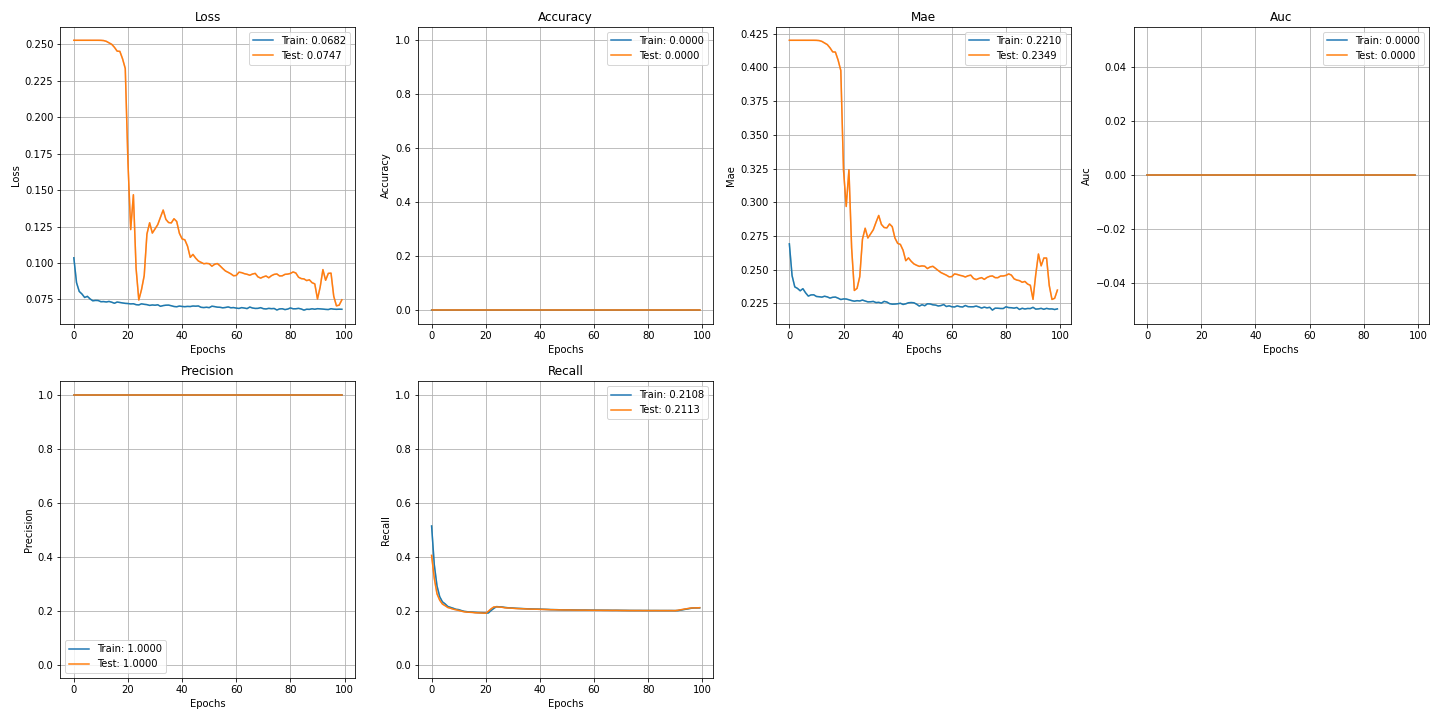 Loss
Train: 0.0682
Test: 0.0747
0.250
0.225
0.200
0.175
0.150
0.125
0.100
0.075
Loss
0 20 40 60 80 100
Epochs
Accuracy
Train: 0.0000
Test: 0.0000
1.0
0.8
0.6
0.4
0.2
0.0
Accuracy
0 20 40 60 80 100
Epochs
Mae
Train: 0.2210
Test: 0.2349
0.425
0.400
0.375
0.350
0.325
0.300
0.275
0.250
0.225
Mae
0 20 40 60 80 100
Epochs
Auc
Train: 0.0000
Test: 0.0000
0.04
0.02
0.00
−0.02
−0.04
Auc
0 20 40 60 80 100
Epochs
Precision
1.0
0.8
0.6
0.4
0.2
0.0
Precision
Train: 1.0000
Test: 1.0000
0 20 40 60 80 100
Epochs
Recall
Train: 0.2108
Test: 0.2113
1.0
0.8
0.6
0.4
0.2
0.0
Recall
0 20 40 60 80 100
Epochs